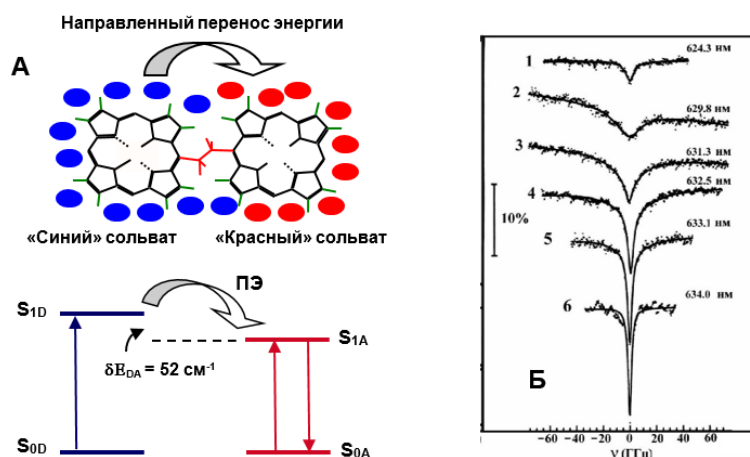 Направленный перенос энергии
А
«Синий» сольват
«Красный» сольват
ПЭ
S1D
S1A
δEDA = 52 см-1
S0D
S0A
1
624.3 нм
2
629.8 нм
3
631.3 нм
4
632.5 нм
10%
5
633.1 нм
6
634.0 нм
Б
-60 -40 -20 0 20 40 60
ν (ГГц)